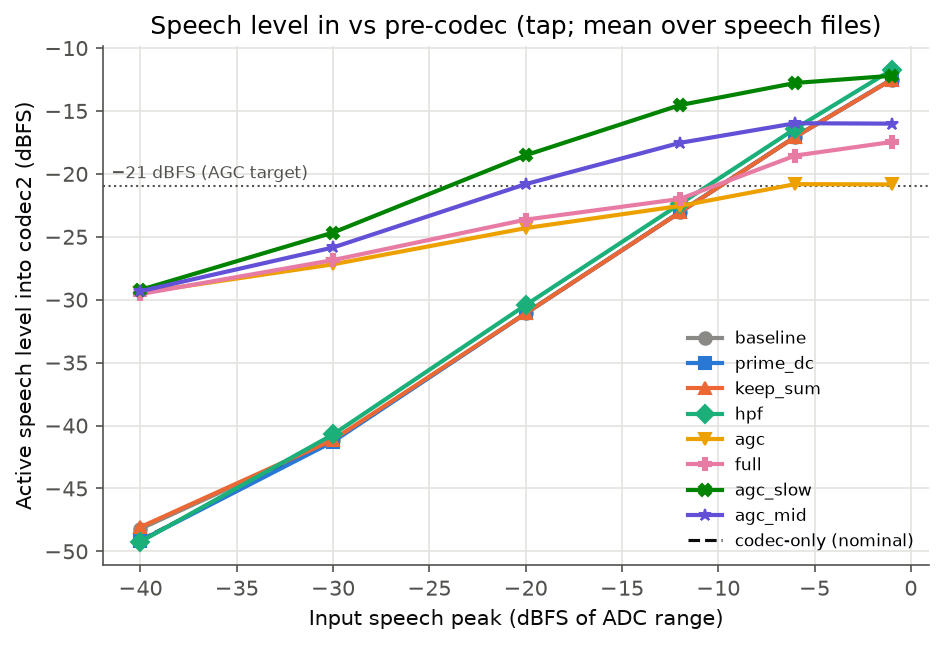 Speech level in vs pre-codec (tap; mean over speech files)
Active speech level into codec2 (dBFS)
−10
−15
−20
−25
−30
−35
−40
−45
−50
−21 dBFS (AGC target)
baseline
prime_dc
keep_sum
hpf
agc
full
agc_slow
agc_mid
codec-only (nominal)
−40 −35 −30 −25 −20 −15 −10 −5 0
Input speech peak (dBFS of ADC range)